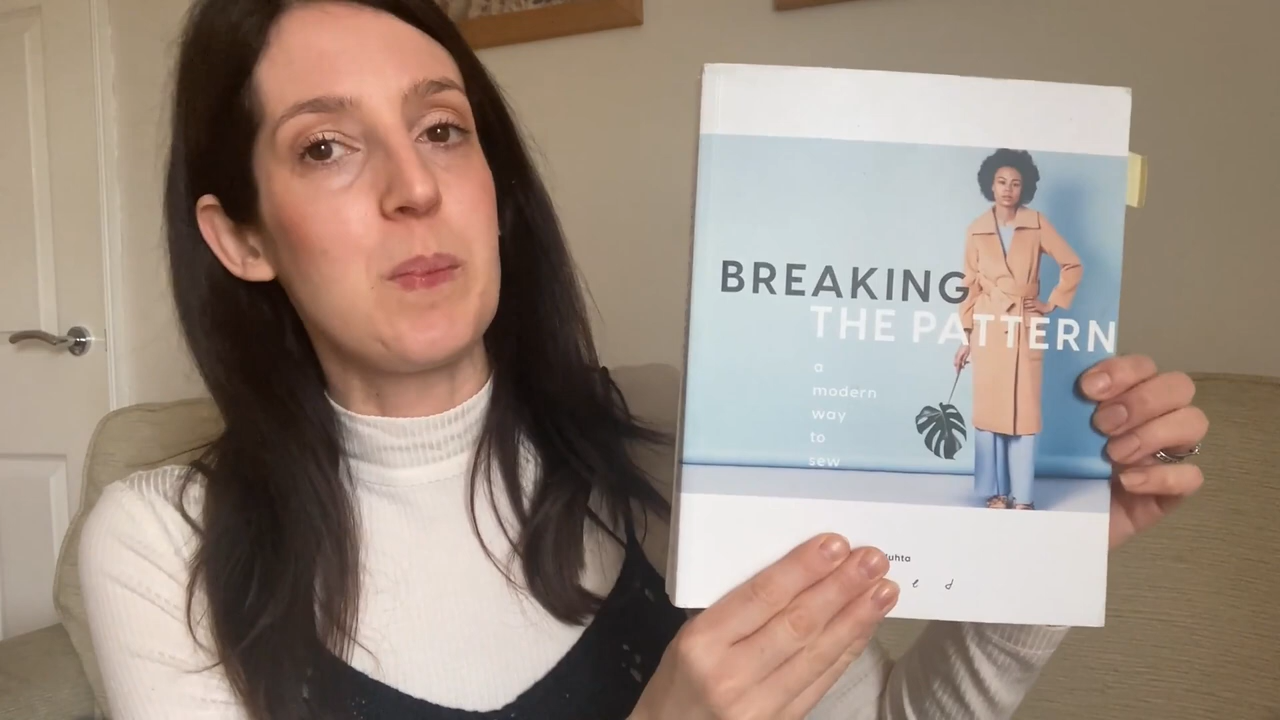 BREAKING
THE PATTERN
a
modern
way
to
sew